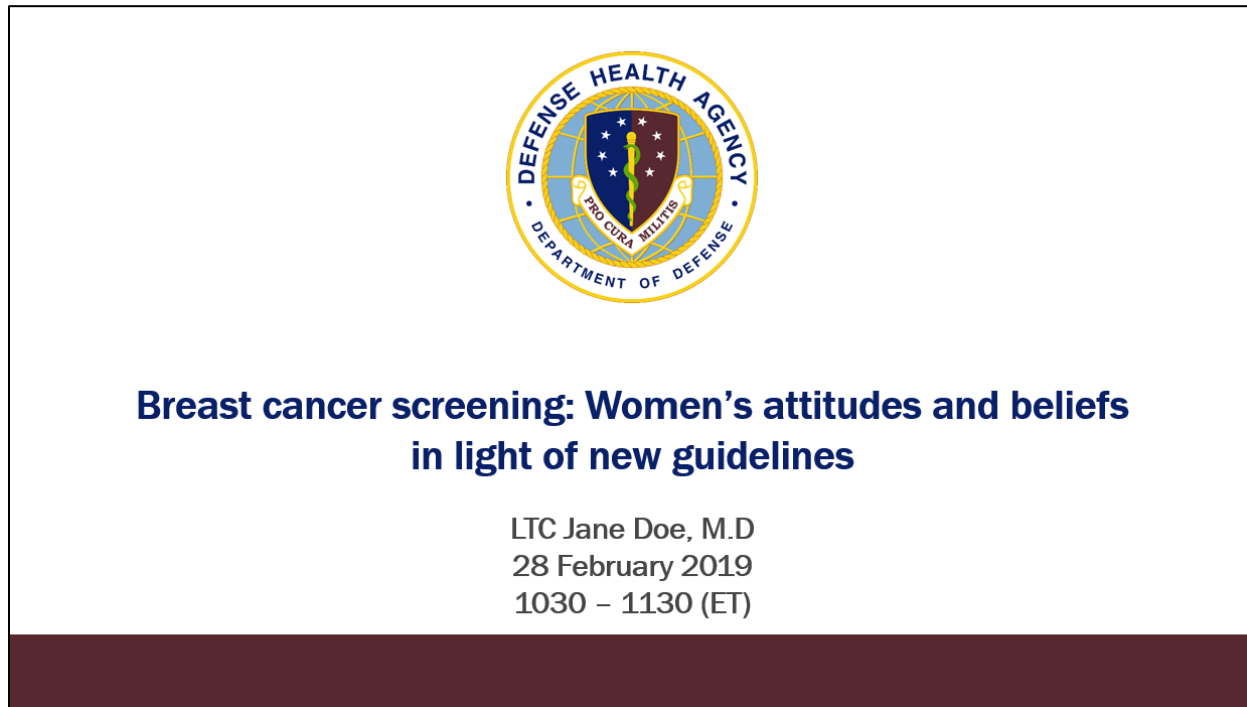 DEFENSE HEALTH AGENCY
PRO CURA MILITIS
DEPARTMENT OF DEFENSE
Breast cancer screening: Women’s attitudes and beliefs
in light of new guidelines
LTC Jane Doe, M.D
28 February 2019
1030 – 1130 (ET)